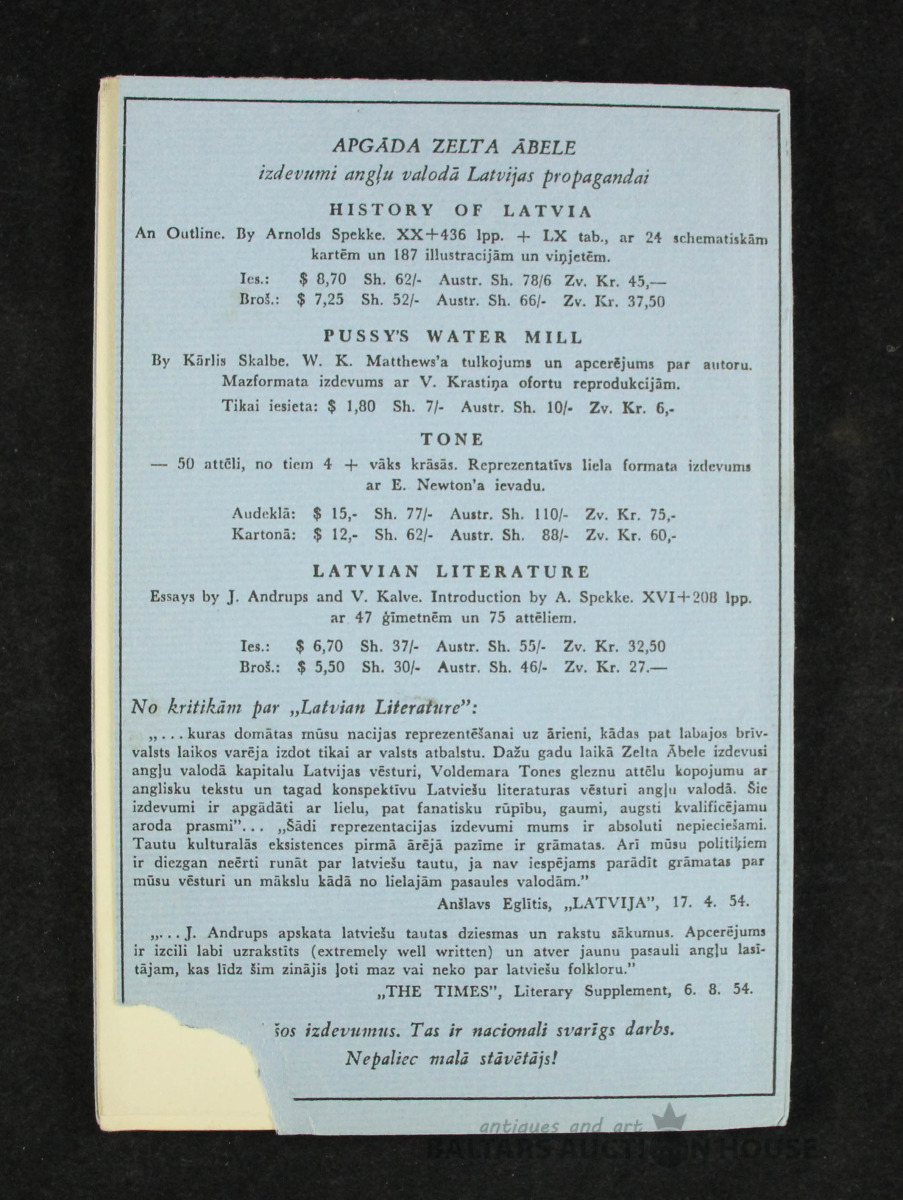 APGĀDA ZELTA ĀBELE
izdevumi angļu valodā Latvijas propagandai
HISTORY OF LATVIA
An Outline. By Arnolds Spekke. XX+436 lpp. + LX tab., ar 24 schematiskām
kartēm un 187 illustracijām un viņjetēm.
Ies.: $ 8,70 Sh. 62/- Austr. Sh. 78/6 Zv. Kr. 45,—
Broš.: $ 7,25 Sh. 52/- Austr. Sh. 66/- Zv. Kr. 37,50
PUSSY'S WATER MILL
By Kārlis Skalbe. W. K. Matthews'a tulkojums un apcerējums par autoru.
Mazformata izdevums ar V. Krastiņa ofortu reprodukcijām.
Tikai iesieta: $ 1,80 Sh. 7/- Austr. Sh. 10/- Zv. Kr. 6,-
TONE
— 50 attēli, no tiem 4 + vāks krāsās. Reprezentatīvs liela formata izdevums
ar E. Newton'a ievadu.
Audeklā: $ 15,- Sh. 77/- Austr. Sh. 110/- Zv. Kr. 75,-
Kartonā: $ 12,- Sh. 62/- Austr. Sh. 88/- Zv. Kr. 60,-
LATVIAN LITERATURE
Essays by J. Andrups and V. Kalve. Introduction by A. Spekke. XVI+208 lpp.
ar 47 ģīmetnēm un 75 attēliem.
Ies.: $ 6,70 Sh. 37/- Austr. Sh. 55/- Zv. Kr. 32,50
Broš.: $ 5,50 Sh. 30/- Austr. Sh. 46/- Zv. Kr. 27.—
No kritikām par „Latvian Literature”:
„...kuras domātas mūsu nacijas reprezentēšanai uz ārieni, kādas pat labajos brīv-
valsts laikos varēja izdot tikai ar valsts atbalstu. Dažu gadu laikā Zelta Ābele izdevusi
angļu valodā kapitalu Latvijas vēsturi, Voldemara Tones gleznu attēlu kopojumu ar
anglisku tekstu un tagad konspektīvu Latviešu literaturas vēsturi angļu valodā. Šie
izdevumi ir apgādāti ar lielu, pat fanatisku rūpību, gaumi, augsti kvalificējamu
aroda prasmi”... „Šādi reprezentacijas izdevumi mums ir absoluti nepieciešami.
Tautu kulturalās eksistences pirmā ārējā pazīme ir grāmatas. Arī mūsu politiķiem
ir diezgan neērti runāt par latviešu tautu, ja nav iespējams parādīt grāmatas par
mūsu vēsturi un mākslu kādā no lielajām pasaules valodām.”
Anšlavs Eglītis, „LATVIJA”, 17. 4. 54.
„...J. Andrups apskata latviešu tautas dziesmas un rakstu sākumus. Apcerējums
ir izcili labi uzrakstīts (extremely well written) un atver jaunu pasauli angļu lasī-
tājam, kas līdz šim zinājis ļoti maz vai neko par latviešu folkloru.”
„THE TIMES”, Literary Supplement, 6. 8. 54.
šos izdevumus. Tas ir nacionali svarīgs darbs.
Nepaliec malā stāvētājs!
antiques and art
BALTARS AUCTION HOUSE